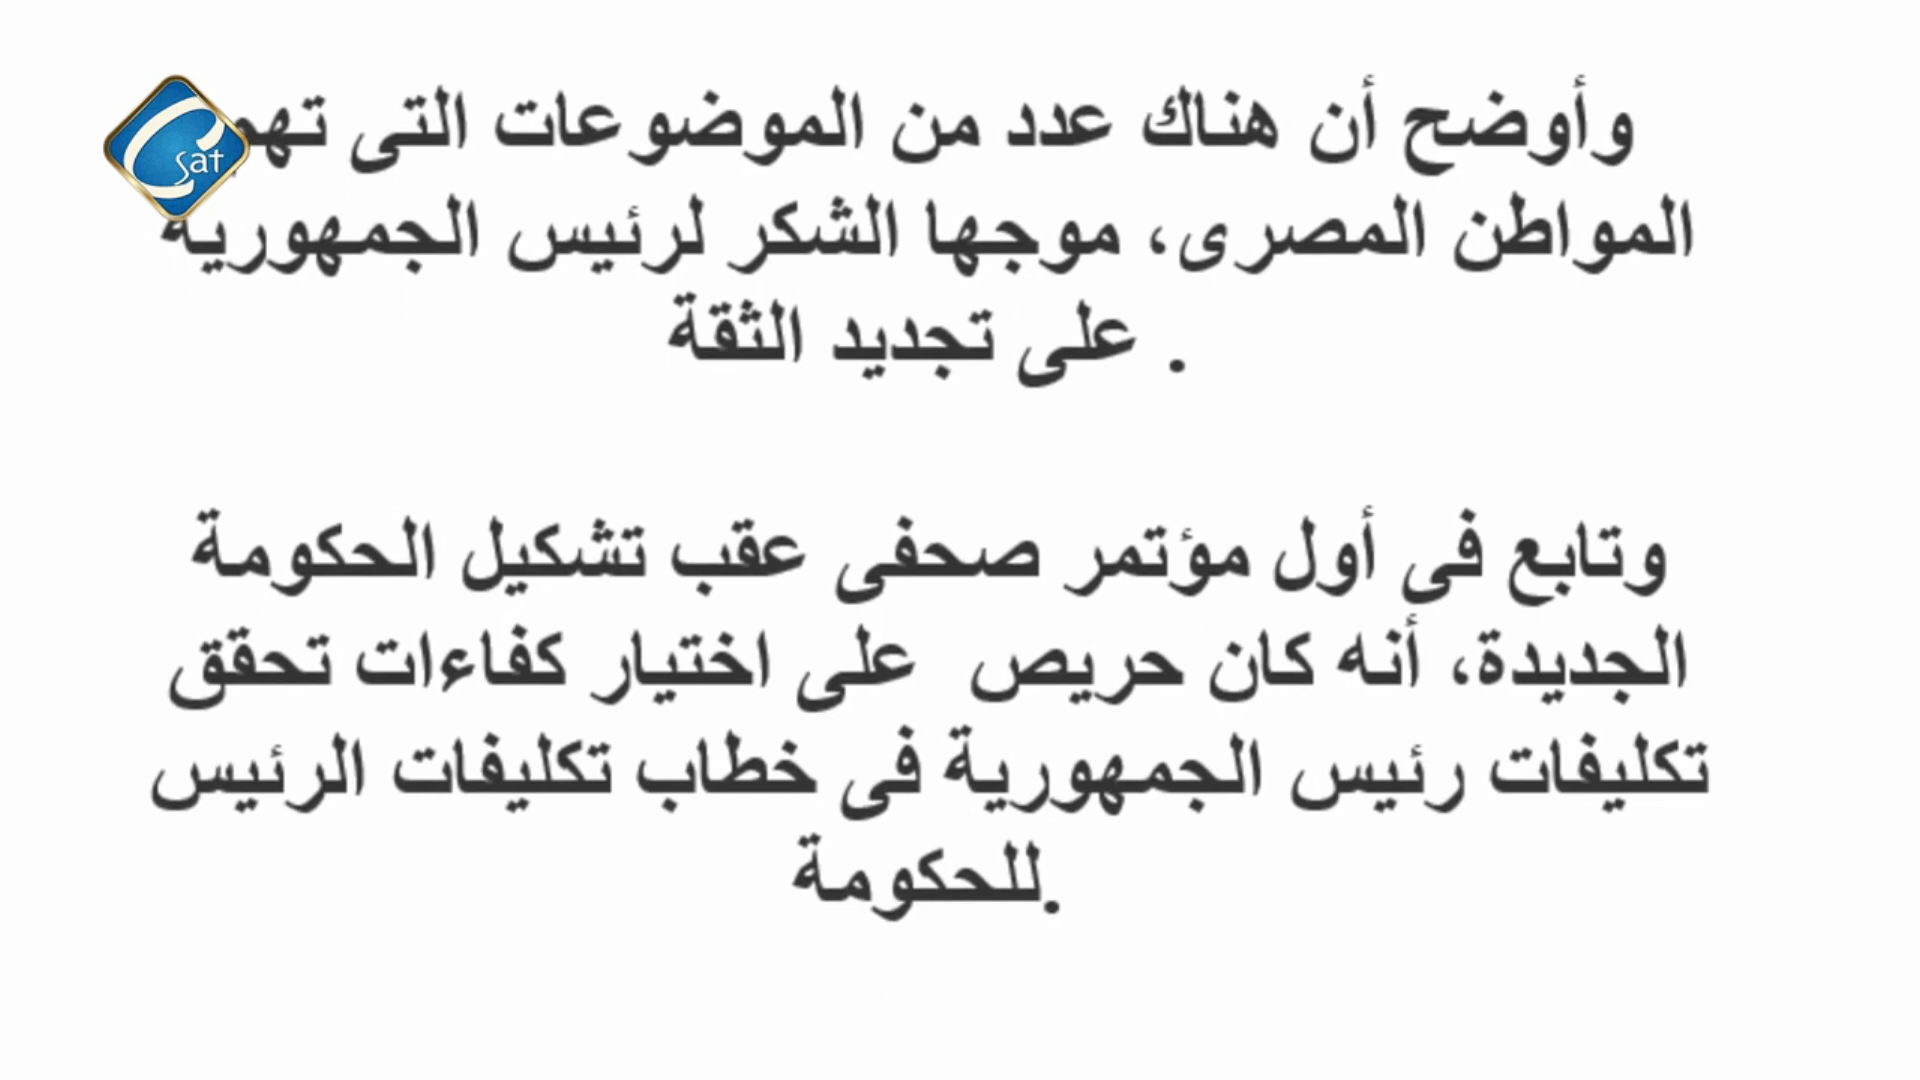 وأوضح أن هناك عدد من الموضوعات التى تهم
المواطن المصرى، موجها الشكر لرئيس الجمهورية
على تجديد الثقة .
وتابع فى أول مؤتمر صحفى عقب تشكيل الحكومة
الجديدة، أنه كان حريص على اختيار كفاءات تحقق
تكليفات رئيس الجمهورية فى خطاب تكليفات الرئيس
للحكومة.
C Sat